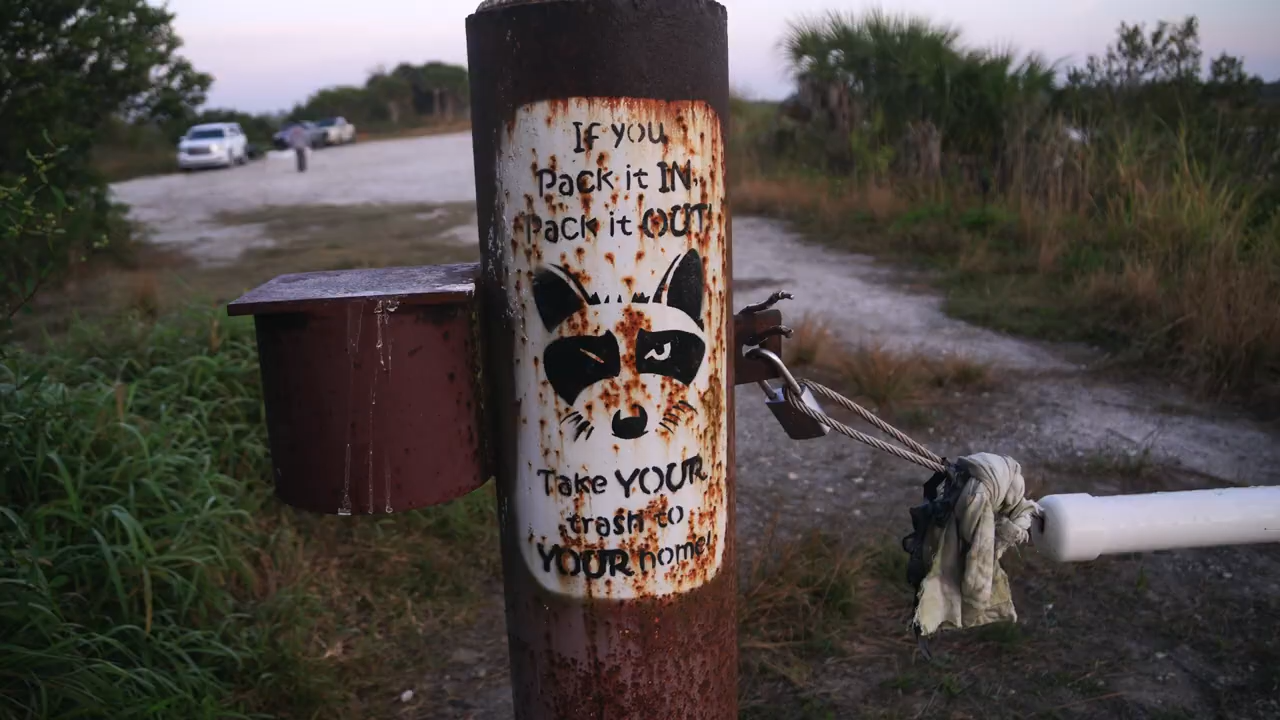 If you
Pack it IN,
Pack it OUT
Take YOUR
trash to
YOUR home!